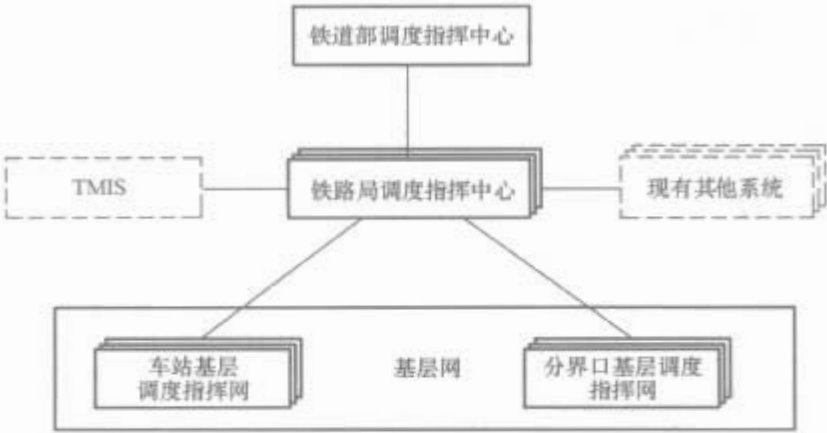 铁道部调度指挥中心
TMIS
铁路局调度指挥中心
现有其他系统
车站基层
调度指挥网
基层网
分界口基层调度
指挥网